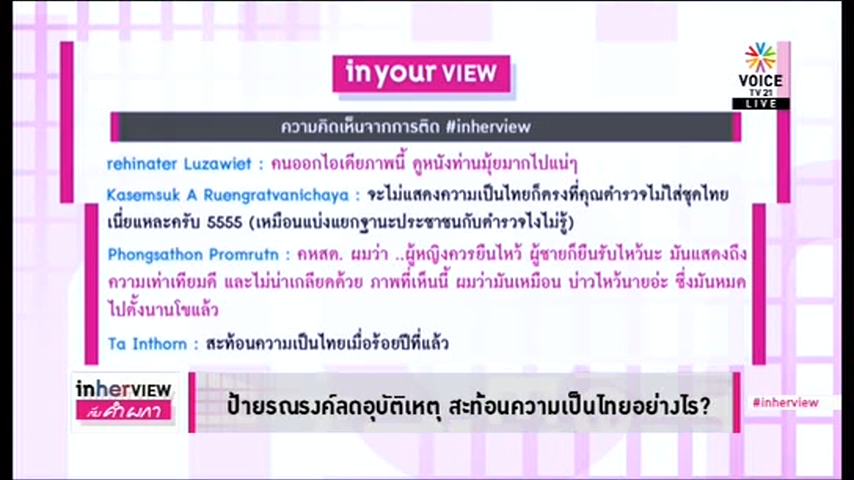 in your VIEW
VOICE
TV 21
LIVE
ความคิดเห็นจากการติด #inherview
rehinater Luzawiet : คนออกไอเดียภาพนี้ ดูหนังท่านมุ้ยมากไปแน่ๆ
Kasemsuk A Ruengratvanichaya : จะไม่แสดงความเป็นไทยก็ตรงที่คุณตำรวจไม่ใส่ชุดไทย
เนี่ยแหละครับ 5555 (เหมือนแบ่งแยกฐานะประชาชนกับตำรวจไงไม่รู้)
Phongsathon Promrutn : คหสต. ผมว่า ..ผู้หญิงควรยืนไหว้ ผู้ชายก็ยืนรับไหว้นะ มันแสดงถึง
ความเท่าเทียมดี และไม่น่าเกลียดด้วย ภาพที่เห็นนี้ ผมว่ามันเหมือน บ่าวไหว้นายอ่ะ ซึ่งมันหมด
ไปตั้งนานโขแล้ว
Ta Inthorn : สะท้อนความเป็นไทยเมื่อร้อยปีที่แล้ว
inherVIEW
กับ คำ ผกา
ป้ายรณรงค์ลดอุบัติเหตุ สะท้อนความเป็นไทยอย่างไร?
#inherview